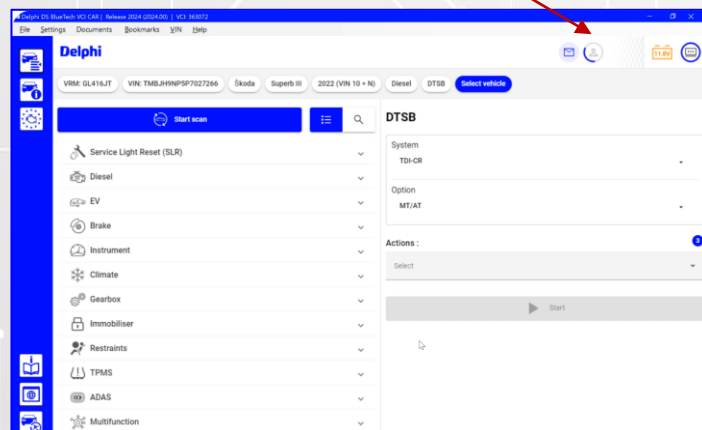 Delphi DS BlueTech VCI CAR | Release 2024 (2024.00) | VCI: 363072
File Settings Documents Bookmarks VIN Help
Delphi
11.8V
VRM: GL416JT VIN: TMBJH9NP5P7027266 Škoda Superb III 2022 (VIN 10 = N) Diesel DTSB Select vehicle
Start scan
DTSB
System
TDI-CR
Option
MT/AT
Actions :
3
Select
Start
Service Light Reset (SLR)
Diesel
EV
Brake
Instrument
Climate
Gearbox
Immobiliser
Restraints
TPMS
ADAS
Multifunction